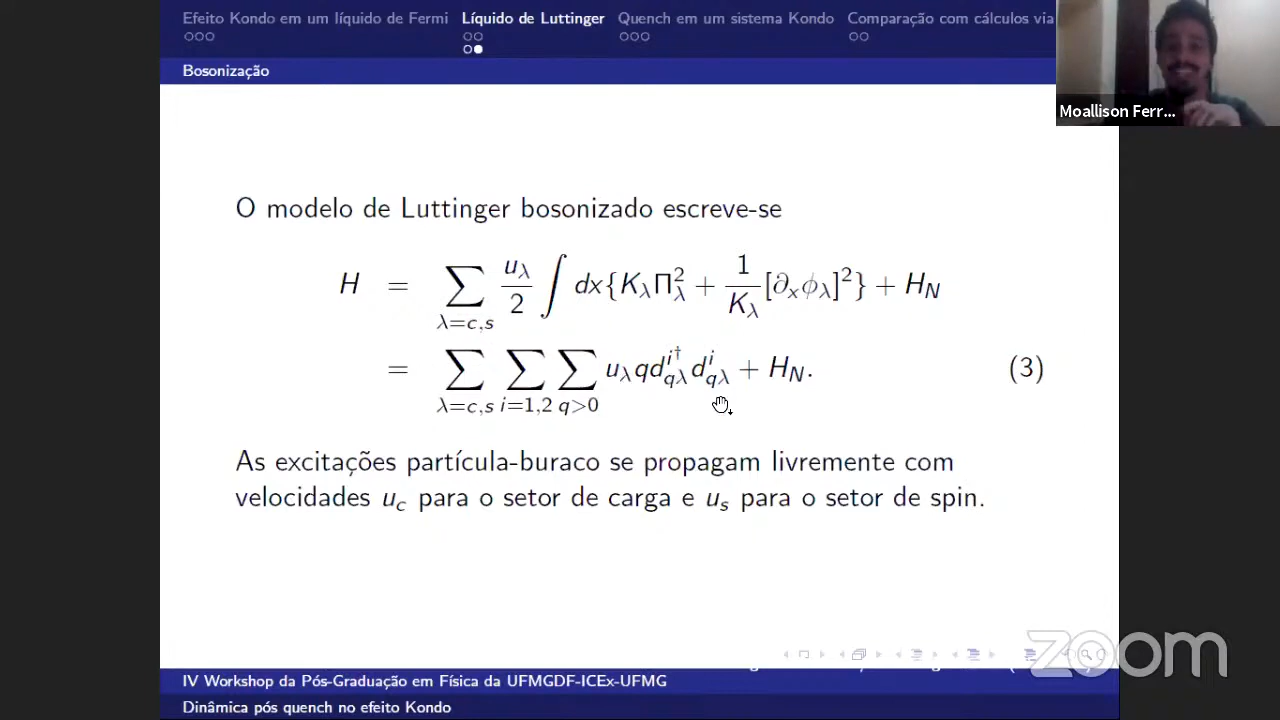 Efeito Kondo em um líquido de Fermi Líquido de Luttinger Quench em um sistema Kondo Comparação com cálculos via
Bosonização
Moallison Ferr...
O modelo de Luttinger bosonizado escreve-se
H = ∑_{λ=c,s} u_λ/2 ∫ dx{K_λΠ_λ^2 + 1/K_λ [∂_xϕ_λ]^2} + H_N
= ∑_{λ=c,s} ∑_{i=1,2} ∑_{q>0} u_λ q d_{qλ}^{i†} d_{qλ}^{i} + H_N. (3)
As excitações partícula-buraco se propagam livremente com
velocidades u_c para o setor de carga e u_s para o setor de spin.
zoom
IV Workshop da Pós-Graduação em Física da UFMGDF-ICEx-UFMG
Dinâmica pós quench no efeito Kondo